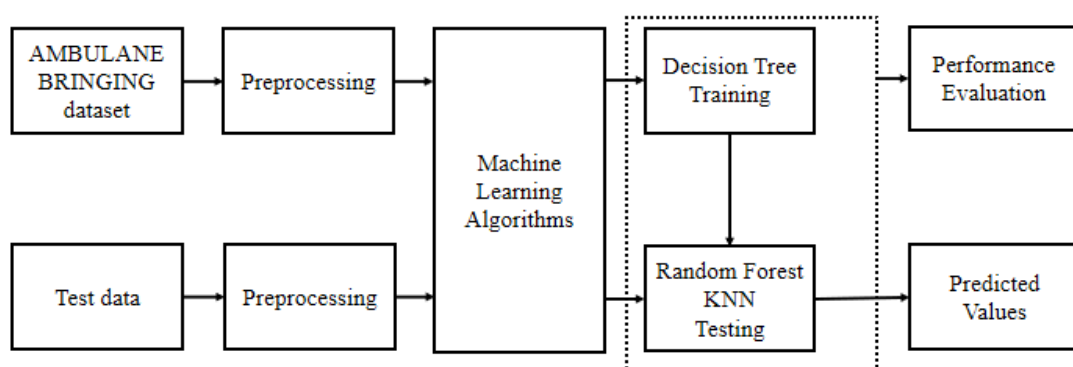 AMBULANE
BRINGING
dataset
Preprocessing
Machine
Learning
Algorithms
Decision Tree
Training
Performance
Evaluation
Test data
Preprocessing
Random Forest
KNN
Testing
Predicted
Values